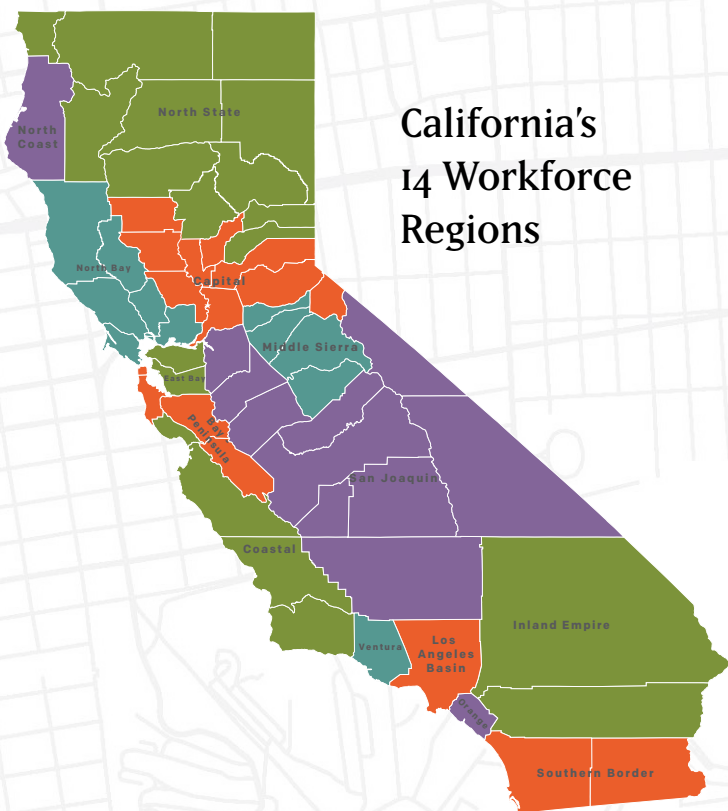 California's
14 Workforce
Regions
North State
North
Coast
North Bay
Capital
Middle Sierra
East Bay
Bay
Peninsula
San Joaquin
Coastal
Inland Empire
Ventura
Los
Angeles
Basin
Orange
Southern Border